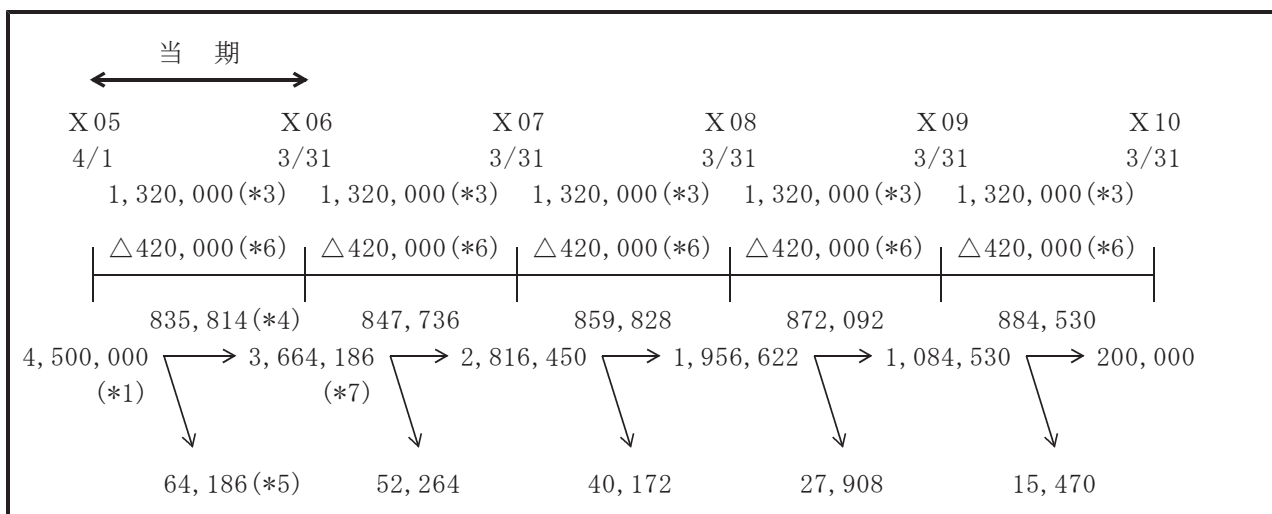 当 期
X05 X06 X07 X08 X09 X10
4/1 3/31 3/31 3/31 3/31 3/31
1,320,000(*3) 1,320,000(*3) 1,320,000(*3) 1,320,000(*3) 1,320,000(*3)
△420,000(*6) △420,000(*6) △420,000(*6) △420,000(*6) △420,000(*6)
835,814(*4) 847,736 859,828 872,092 884,530
4,500,000 3,664,186 2,816,450 1,956,622 1,084,530 200,000
(*1) (*7)
64,186(*5) 52,264 40,172 27,908 15,470